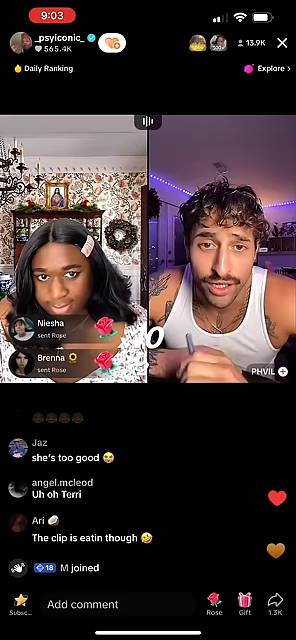 9:03
_psyiconic_
565.4K
500+
13.9K
Daily Ranking
Explore >
Niesha
sent Rose
Brenna 🌻
sent Rose
O
PHVIL
😂😂😂😂
Jaz
she's too good 😭
angel.mcleod
Uh oh Terri
Ari 🥥
The clip is eatin though 🤣
18 M joined
Subsc...
Add comment
Rose
Gift
1.3K